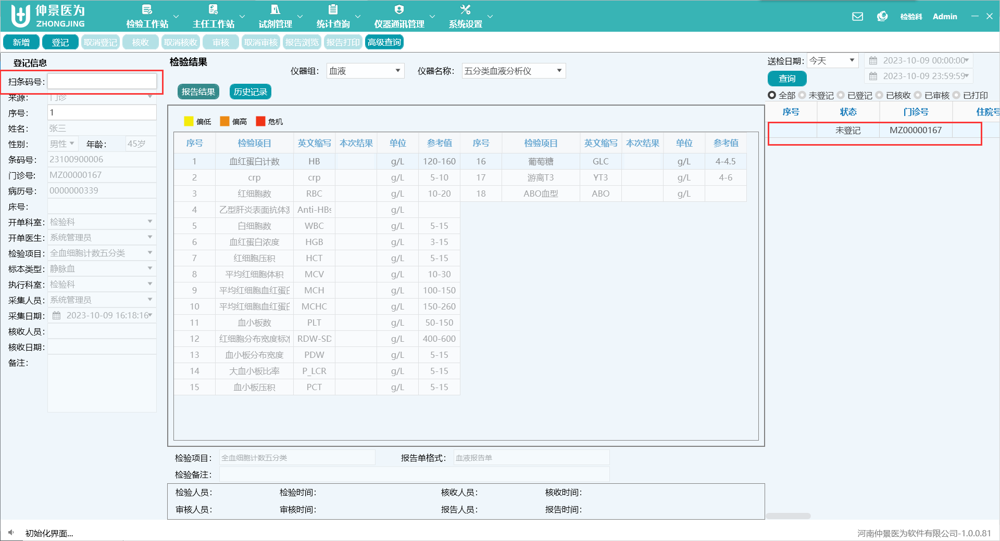 仲景医为
ZHONGJING
检验工作站 主任工作站 试剂管理 统计查询 仪器通讯管理 系统设置
检验科 Admin
新增 登记 取消登记 核收 取消核收 审核 取消审核 报告浏览 报告打印 高级查询
登记信息
扫条码号：
来源： 门诊
序号： 1
姓名： 张三
性别： 男性 年龄： 45岁
条码号： 23100900006
门诊号： MZ00000167
病历号： 0000000339
床号：
开单科室： 检验科
开单医生： 系统管理员
检验项目： 全血细胞计数五分类
标本类型： 静脉血
执行科室： 检验科
采集人员： 系统管理员
采集日期： 2023-10-09 16:18:16
核收人员：
核收日期：
备注：
检验结果
仪器组： 血液 仪器名称： 五分类血液分析仪
报告结果 历史记录
偏低 偏高 危机
序号 检验项目 英文缩写 本次结果 单位 参考值 序号 检验项目 英文缩写 本次结果 单位 参考值
1 血红蛋白计数 HB g/L 120-160 16 葡萄糖 GLC g/L 4-4.5
2 crp crp g/L 5-10 17 游离T3 YT3 g/L 4-6
3 红细胞数 RBC g/L 10-20 18 ABO血型 ABO g/L
4 乙型肝炎表面抗体 Anti-HBs g/L
5 白细胞数 WBC g/L 5-15
6 血红蛋白浓度 HGB g/L 3-15
7 红细胞压积 HCT g/L 5-15
8 平均红细胞体积 MCV g/L 10-30
9 平均红细胞血红蛋白 MCH g/L 100-150
10 平均红细胞血红蛋白 MCHC g/L 150-260
11 血小板数 PLT g/L 50-150
12 红细胞分布宽度标准 RDW-SD g/L 400-600
13 血小板分布宽度 PDW g/L 5-15
14 大血小板比率 P_LCR g/L 5-15
15 血小板压积 PCT g/L 5-15
检验项目： 全血细胞计数五分类 报告单格式： 血液报告单
检验备注：
检验人员： 检验时间： 核收人员： 核收时间：
审核人员： 审核时间： 报告人员： 报告时间：
送检日期： 今天 2023-10-09 00:00:00
查询 2023-10-09 23:59:59
全部 未登记 已登记 已核收 已审核 已打印
序号 状态 门诊号 住院号
未登记 MZ00000167
初始化界面...
河南仲景医为软件有限公司-1.0.0.81